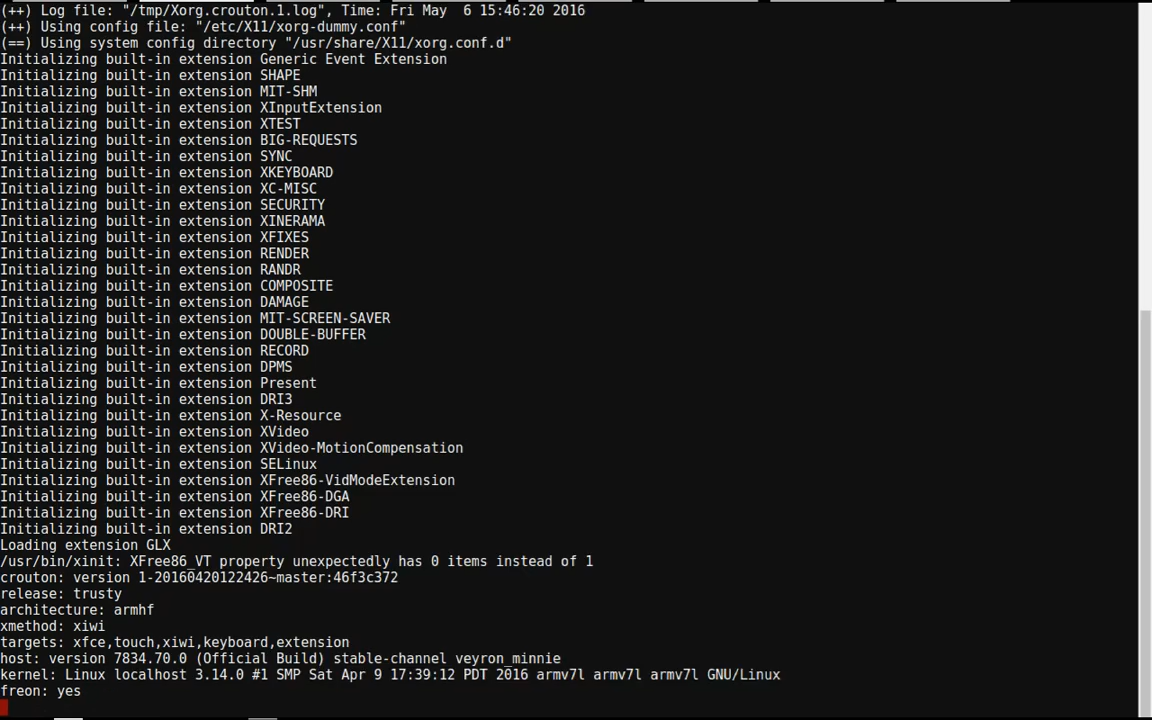 (++) Log file: "/tmp/Xorg.crouton.1.log", Time: Fri May  6 15:46:20 2016
(++) Using config file: "/etc/X11/xorg-dummy.conf"
(==) Using system config directory "/usr/share/X11/xorg.conf.d"
Initializing built-in extension Generic Event Extension
Initializing built-in extension SHAPE
Initializing built-in extension MIT-SHM
Initializing built-in extension XInputExtension
Initializing built-in extension XTEST
Initializing built-in extension BIG-REQUESTS
Initializing built-in extension SYNC
Initializing built-in extension XKEYBOARD
Initializing built-in extension XC-MISC
Initializing built-in extension SECURITY
Initializing built-in extension XINERAMA
Initializing built-in extension XFIXES
Initializing built-in extension RENDER
Initializing built-in extension RANDR
Initializing built-in extension COMPOSITE
Initializing built-in extension DAMAGE
Initializing built-in extension MIT-SCREEN-SAVER
Initializing built-in extension DOUBLE-BUFFER
Initializing built-in extension RECORD
Initializing built-in extension DPMS
Initializing built-in extension Present
Initializing built-in extension DRI3
Initializing built-in extension X-Resource
Initializing built-in extension XVideo
Initializing built-in extension XVideo-MotionCompensation
Initializing built-in extension SELinux
Initializing built-in extension XFree86-VidModeExtension
Initializing built-in extension XFree86-DGA
Initializing built-in extension XFree86-DRI
Initializing built-in extension DRI2
Loading extension GLX
/usr/bin/xinit: XFree86_VT property unexpectedly has 0 items instead of 1
crouton: version 1-20160420122426~master:46f3c372
release: trusty
architecture: armhf
xmethod: xiwi
targets: xfce,touch,xiwi,keyboard,extension
host: version 7834.70.0 (Official Build) stable-channel veyron_minnie
kernel: Linux localhost 3.14.0 #1 SMP Sat Apr 9 17:39:12 PDT 2016 armv7l armv7l armv7l GNU/Linux
freon: yes